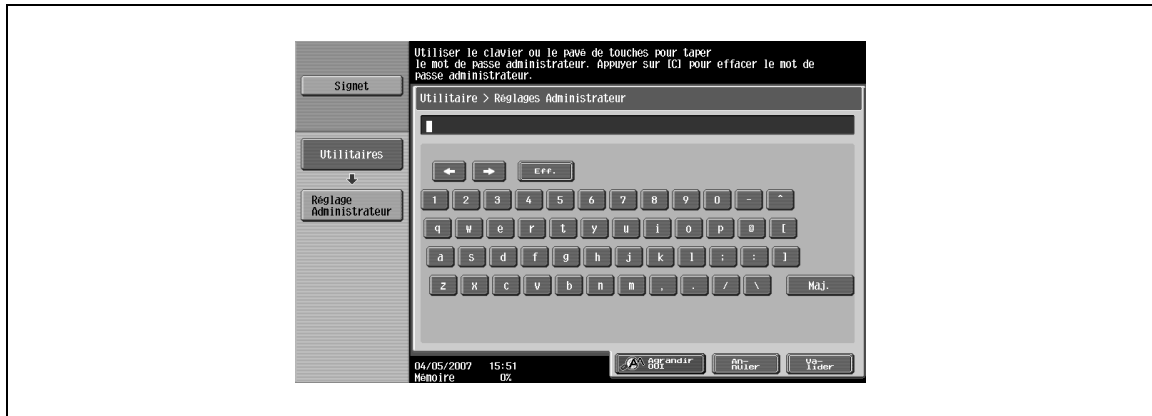 Utiliser le clavier ou le pavé de touches pour taper
le mot de passe administrateur. Appuyer sur [C] pour effacer le mot de
passe administrateur.
Signet
Utilitaire > Réglages Administrateur
Utilitaires
Eff.
Réglage
Administrateur
1 2 3 4 5 6 7 8 9 0 - ^
q w e r t y u i o p @ [
a s d f g h j k l ; : ]
z x c v b n m , . / \ Maj.
04/05/2007 15:51
Mémoire 0%
Agrandir
001
An-
nuler
Va-
lider